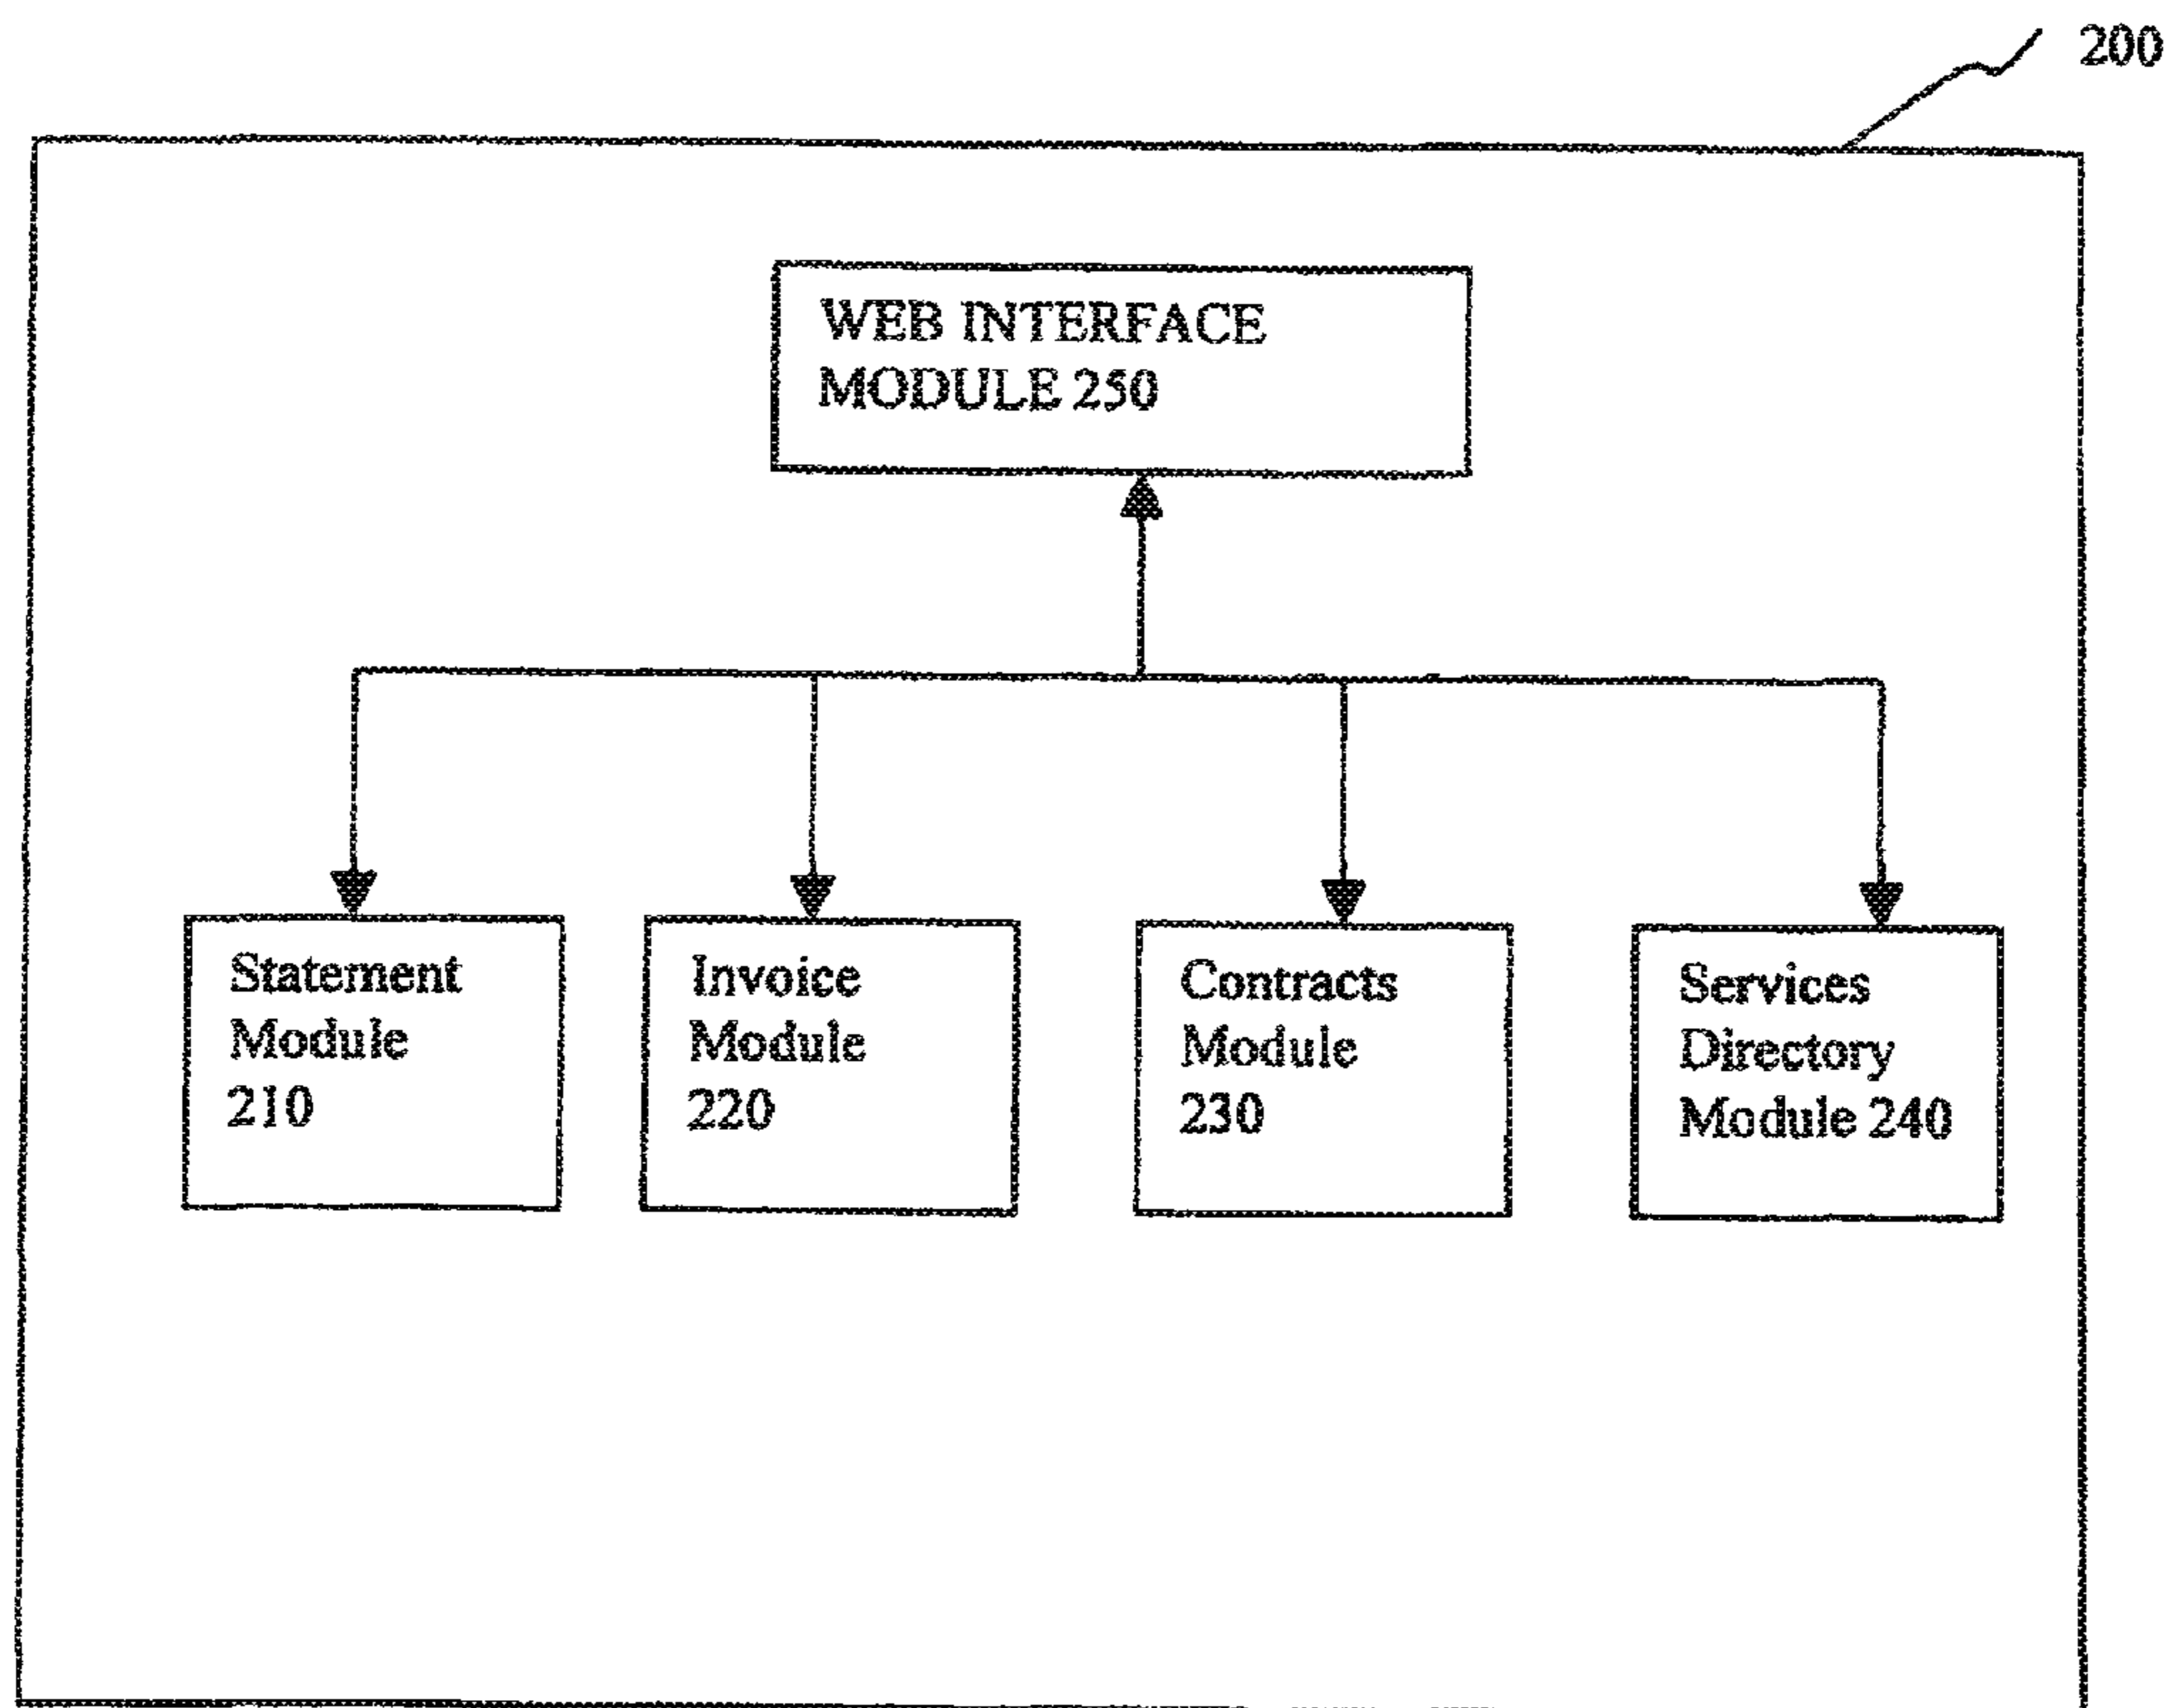 200
WEB INTERFACE
MODULE 250
Statement
Module
210
Invoice
Module
220
Contracts
Module
230
Services
Directory
Module 240